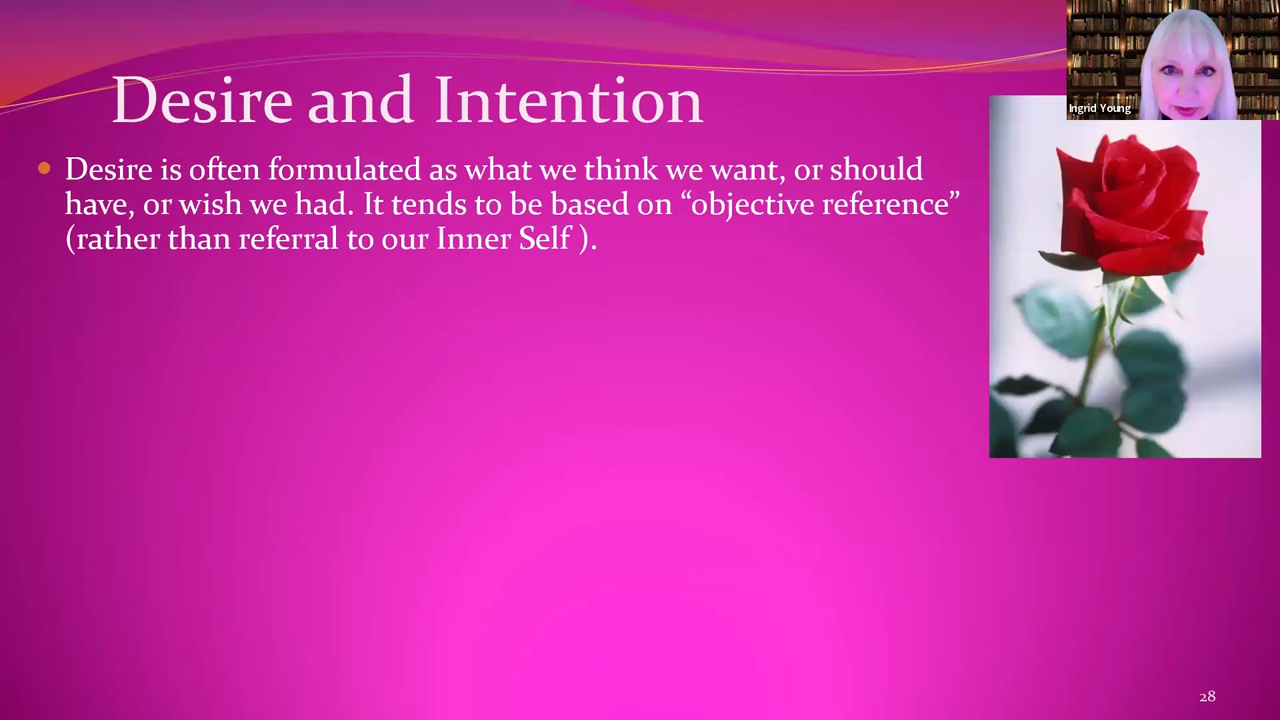 Desire and Intention
Ingrid Young
Desire is often formulated as what we think we want, or should
have, or wish we had. It tends to be based on “objective reference”
(rather than referral to our Inner Self ).
28